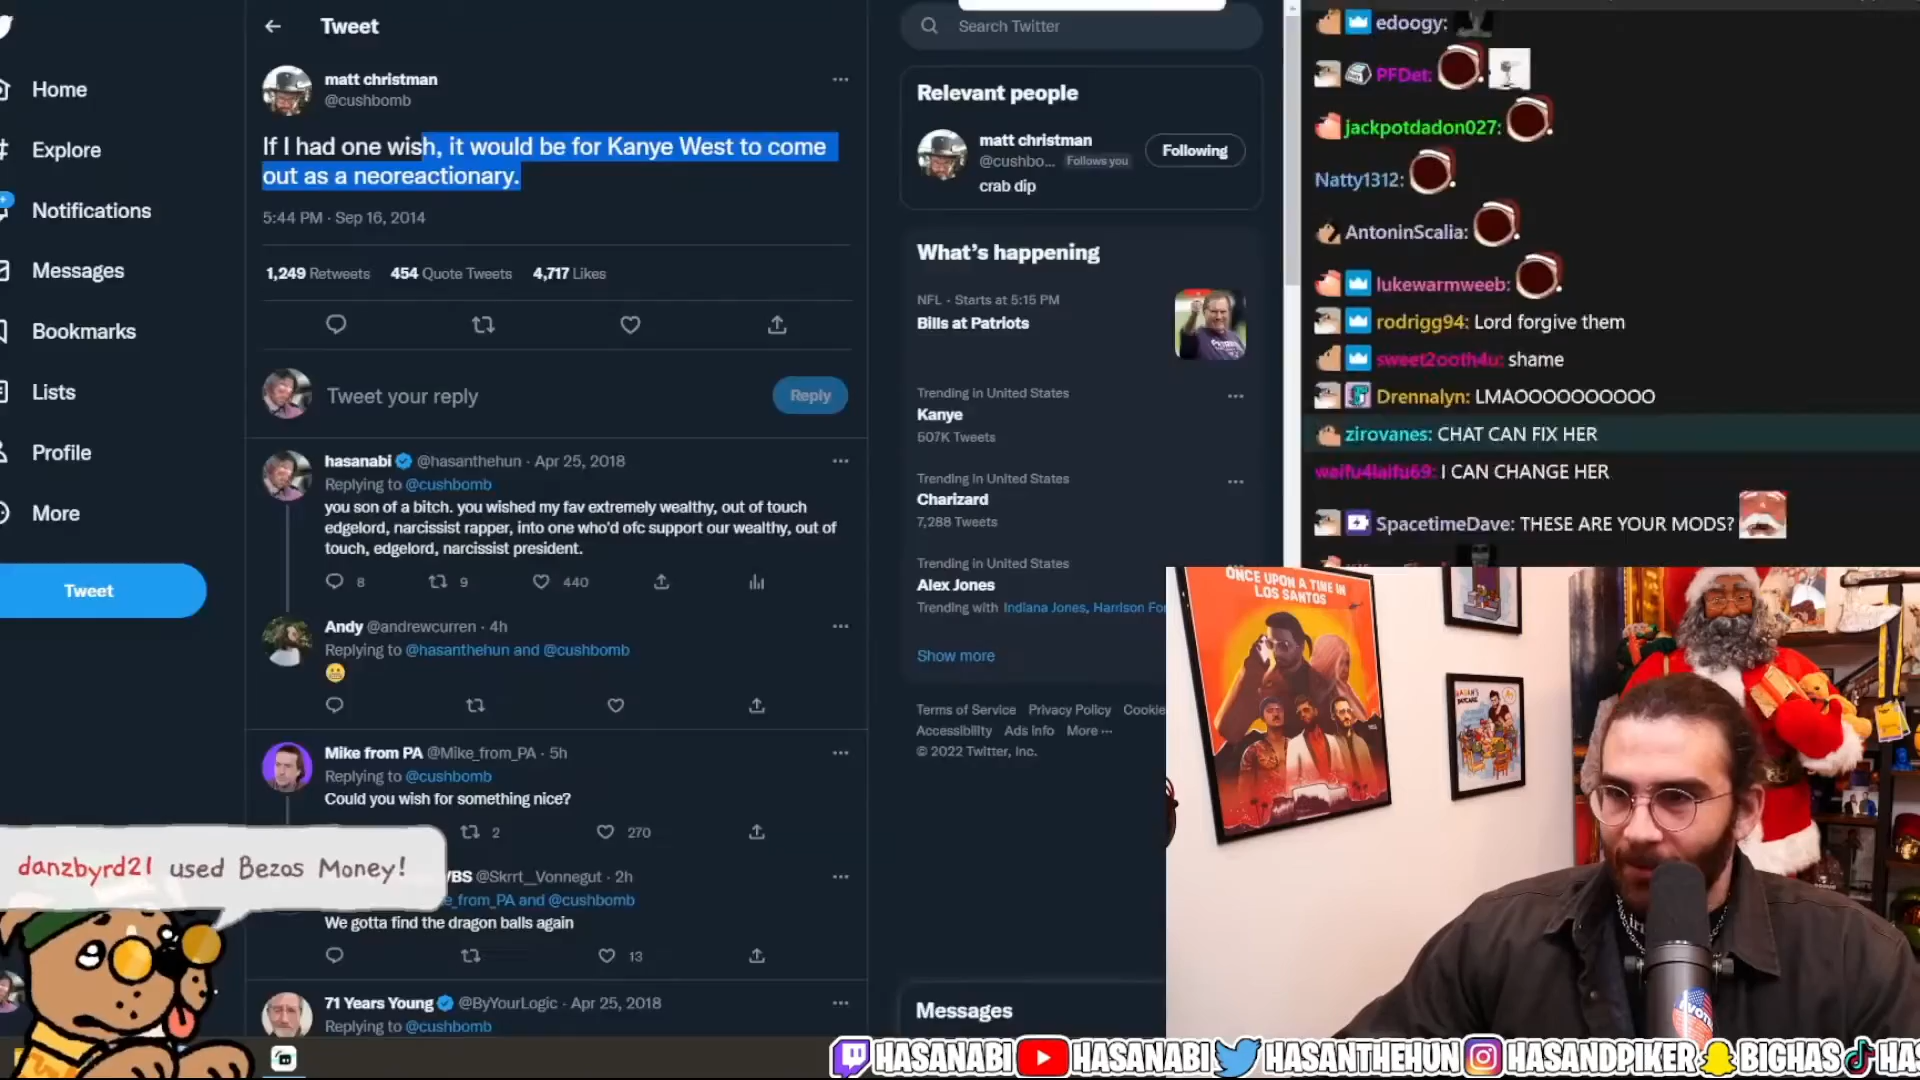 Home
Explore
Notifications
Messages
Bookmarks
Lists
Profile
More
Tweet
Tweet
matt christman
@cushbomb
If I had one wish, it would be for Kanye West to come
out as a neoreactionary.
5:44 PM · Sep 16, 2014
1,249 Retweets 454 Quote Tweets 4,717 Likes
Tweet your reply
Reply
hasanabi @hasanthehun · Apr 25, 2018
Replying to @cushbomb
you son of a bitch. you wished my fav extremely wealthy, out of touch
edgelord, narcissist rapper, into one who'd ofc support our wealthy, out of
touch, edgelord, narcissist president.
8 9 440
Andy @andrewcurren · 4h
Replying to @hasanthehun and @cushbomb
😬
Mike from PA @Mike_from_PA · 5h
Replying to @cushbomb
Could you wish for something nice?
2 270
VBS @Skrrt__Vonnegut · 2h
e_from_PA and @cushbomb
We gotta find the dragon balls again
13
71 Years Young @ByYourLogic · Apr 25, 2018
Replying to @cushbomb
danzbyrd21 used Bezos Money!
Search Twitter
Relevant people
matt christman
@cushbo... Follows you
crab dip
Following
What's happening
NFL · Starts at 5:15 PM
Bills at Patriots
Trending in United States
Kanye
507K Tweets
Trending in United States
Charizard
7,288 Tweets
Trending in United States
Alex Jones
Trending with Indiana Jones, Harrison Fo
Show more
Terms of Service Privacy Policy Cookie
Accessibility Ads info More ···
© 2022 Twitter, Inc.
Messages
edoogy:
PFDet:
jackpotdadon027:
Natty1312:
AntoninScalia:
lukewarmweeb:
rodrigg94: Lord forgive them
sweet2ooth4u: shame
Drennalyn: LMAOOOOOOOOOO
zirovanes: CHAT CAN FIX HER
waifu4laifu69: I CAN CHANGE HER
SpacetimeDave: THESE ARE YOUR MODS?
ONCE UPON A TIME IN
LOS SANTOS
HASANABI HASANABI HASANTHEHUN HASANDPIKER BIGHAS HAS